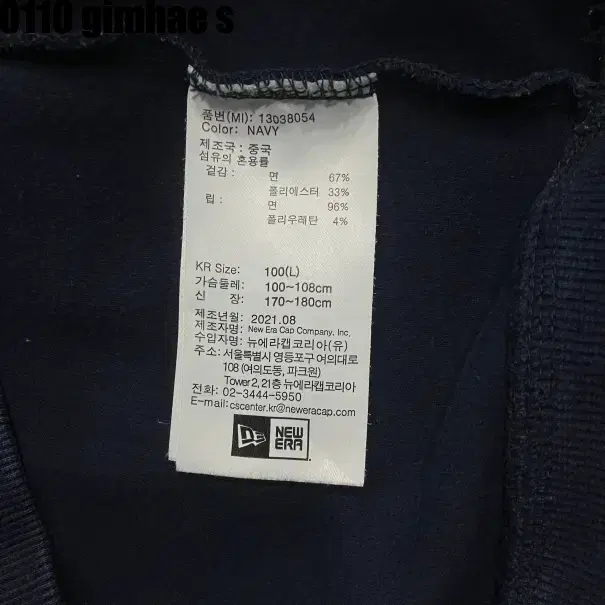 0110 gimhae s
품번(MI): 13038054
Color: NAVY
제조국 : 중국
섬유의 혼용률
겉감 : 면 67%
폴리에스터 33%
립 : 면 96%
폴리우레탄 4%
KR Size: 100(L)
가슴둘레: 100~108cm
신 장: 170~180cm
제조년월: 2021.08
제조자명: New Era Cap Company, Inc.
수입자명: 뉴에라캡코리아(유)
주소: 서울특별시 영등포구 여의대로
108 (여의도동, 파크원)
Tower 2, 21층 뉴에라캡코리아
전화: 02-3444-5950
E-mail:cscenter.kr@neweracap.com
NE NEW
ERA